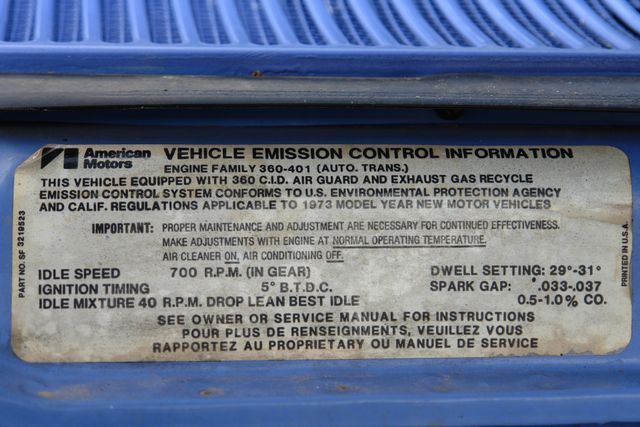 American Motors VEHICLE EMISSION CONTROL INFORMATION
ENGINE FAMILY 360-401 (AUTO. TRANS.)
THIS VEHICLE EQUIPPED WITH 360 C.I.D. AIR GUARD AND EXHAUST GAS RECYCLE
EMISSION CONTROL SYSTEM CONFORMS TO U.S. ENVIRONMENTAL PROTECTION AGENCY
AND CALIF. REGULATIONS APPLICABLE TO 1973 MODEL YEAR NEW MOTOR VEHICLES
IMPORTANT: PROPER MAINTENANCE AND ADJUSTMENT ARE NECESSARY FOR CONTINUED EFFECTIVENESS.
MAKE ADJUSTMENTS WITH ENGINE AT NORMAL OPERATING TEMPERATURE.
AIR CLEANER ON, AIR CONDITIONING OFF.
IDLE SPEED 700 R.P.M. (IN GEAR) DWELL SETTING: 29°-31°
IGNITION TIMING 5° B.T.D.C. SPARK GAP: .033-.037
IDLE MIXTURE 40 R.P.M. DROP LEAN BEST IDLE 0.5-1.0% CO.
SEE OWNER OR SERVICE MANUAL FOR INSTRUCTIONS
POUR PLUS DE RENSEIGNMENTS, VEUILLEZ VOUS
RAPPORTEZ AU PROPRIETARY OU MANUEL DE SERVICE
PART NO. SF 3219523
PRINTED IN U.S.A.